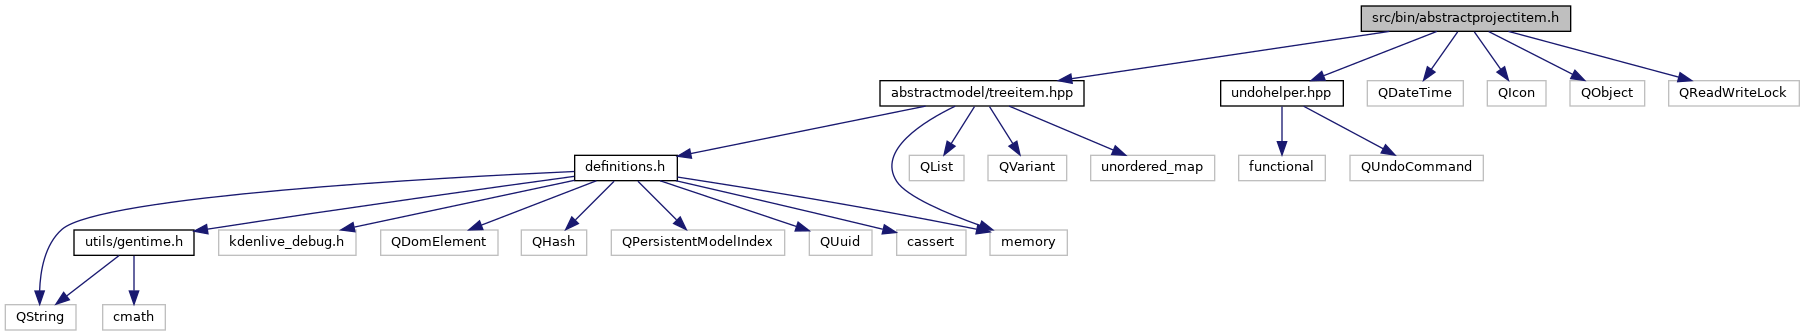 src/bin/abstractprojectitem.h
abstractmodel/treeitem.hpp
undohelper.hpp
QDateTime
QIcon
QObject
QReadWriteLock
definitions.h
QList
QVariant
unordered_map
functional
QUndoCommand
utils/gentime.h
kdenlive_debug.h
QDomElement
QHash
QPersistentModelIndex
QUuid
cassert
memory
QString
cmath